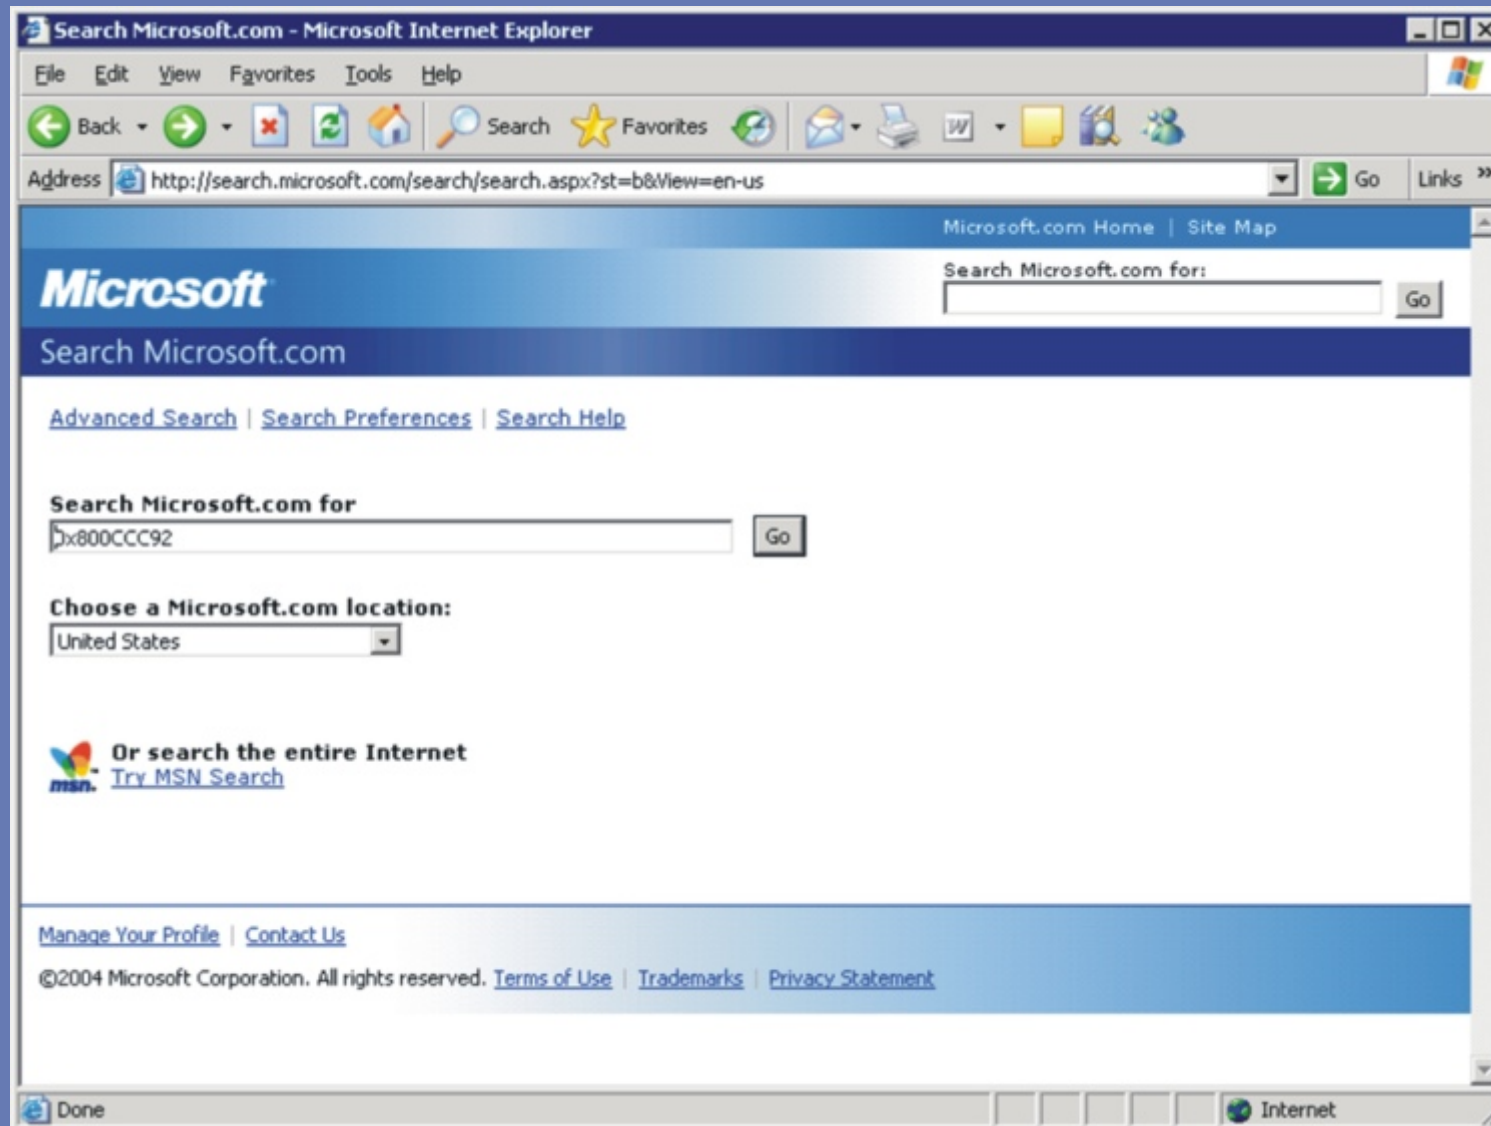 Search Microsoft.com - Microsoft Internet Explorer
File Edit View Favorites Tools Help
Back Search Favorites W
Address http://search.microsoft.com/search/search.aspx?st=b&View=en-us Go Links »
Microsoft.com Home | Site Map
Microsoft
Search Microsoft.com for:
Go
Search Microsoft.com
Advanced Search | Search Preferences | Search Help
Search Microsoft.com for
0x800CCC92 Go
Choose a Microsoft.com location:
United States
Or search the entire Internet
msn. Try MSN Search
Manage Your Profile | Contact Us
©2004 Microsoft Corporation. All rights reserved. Terms of Use | Trademarks | Privacy Statement
Done Internet